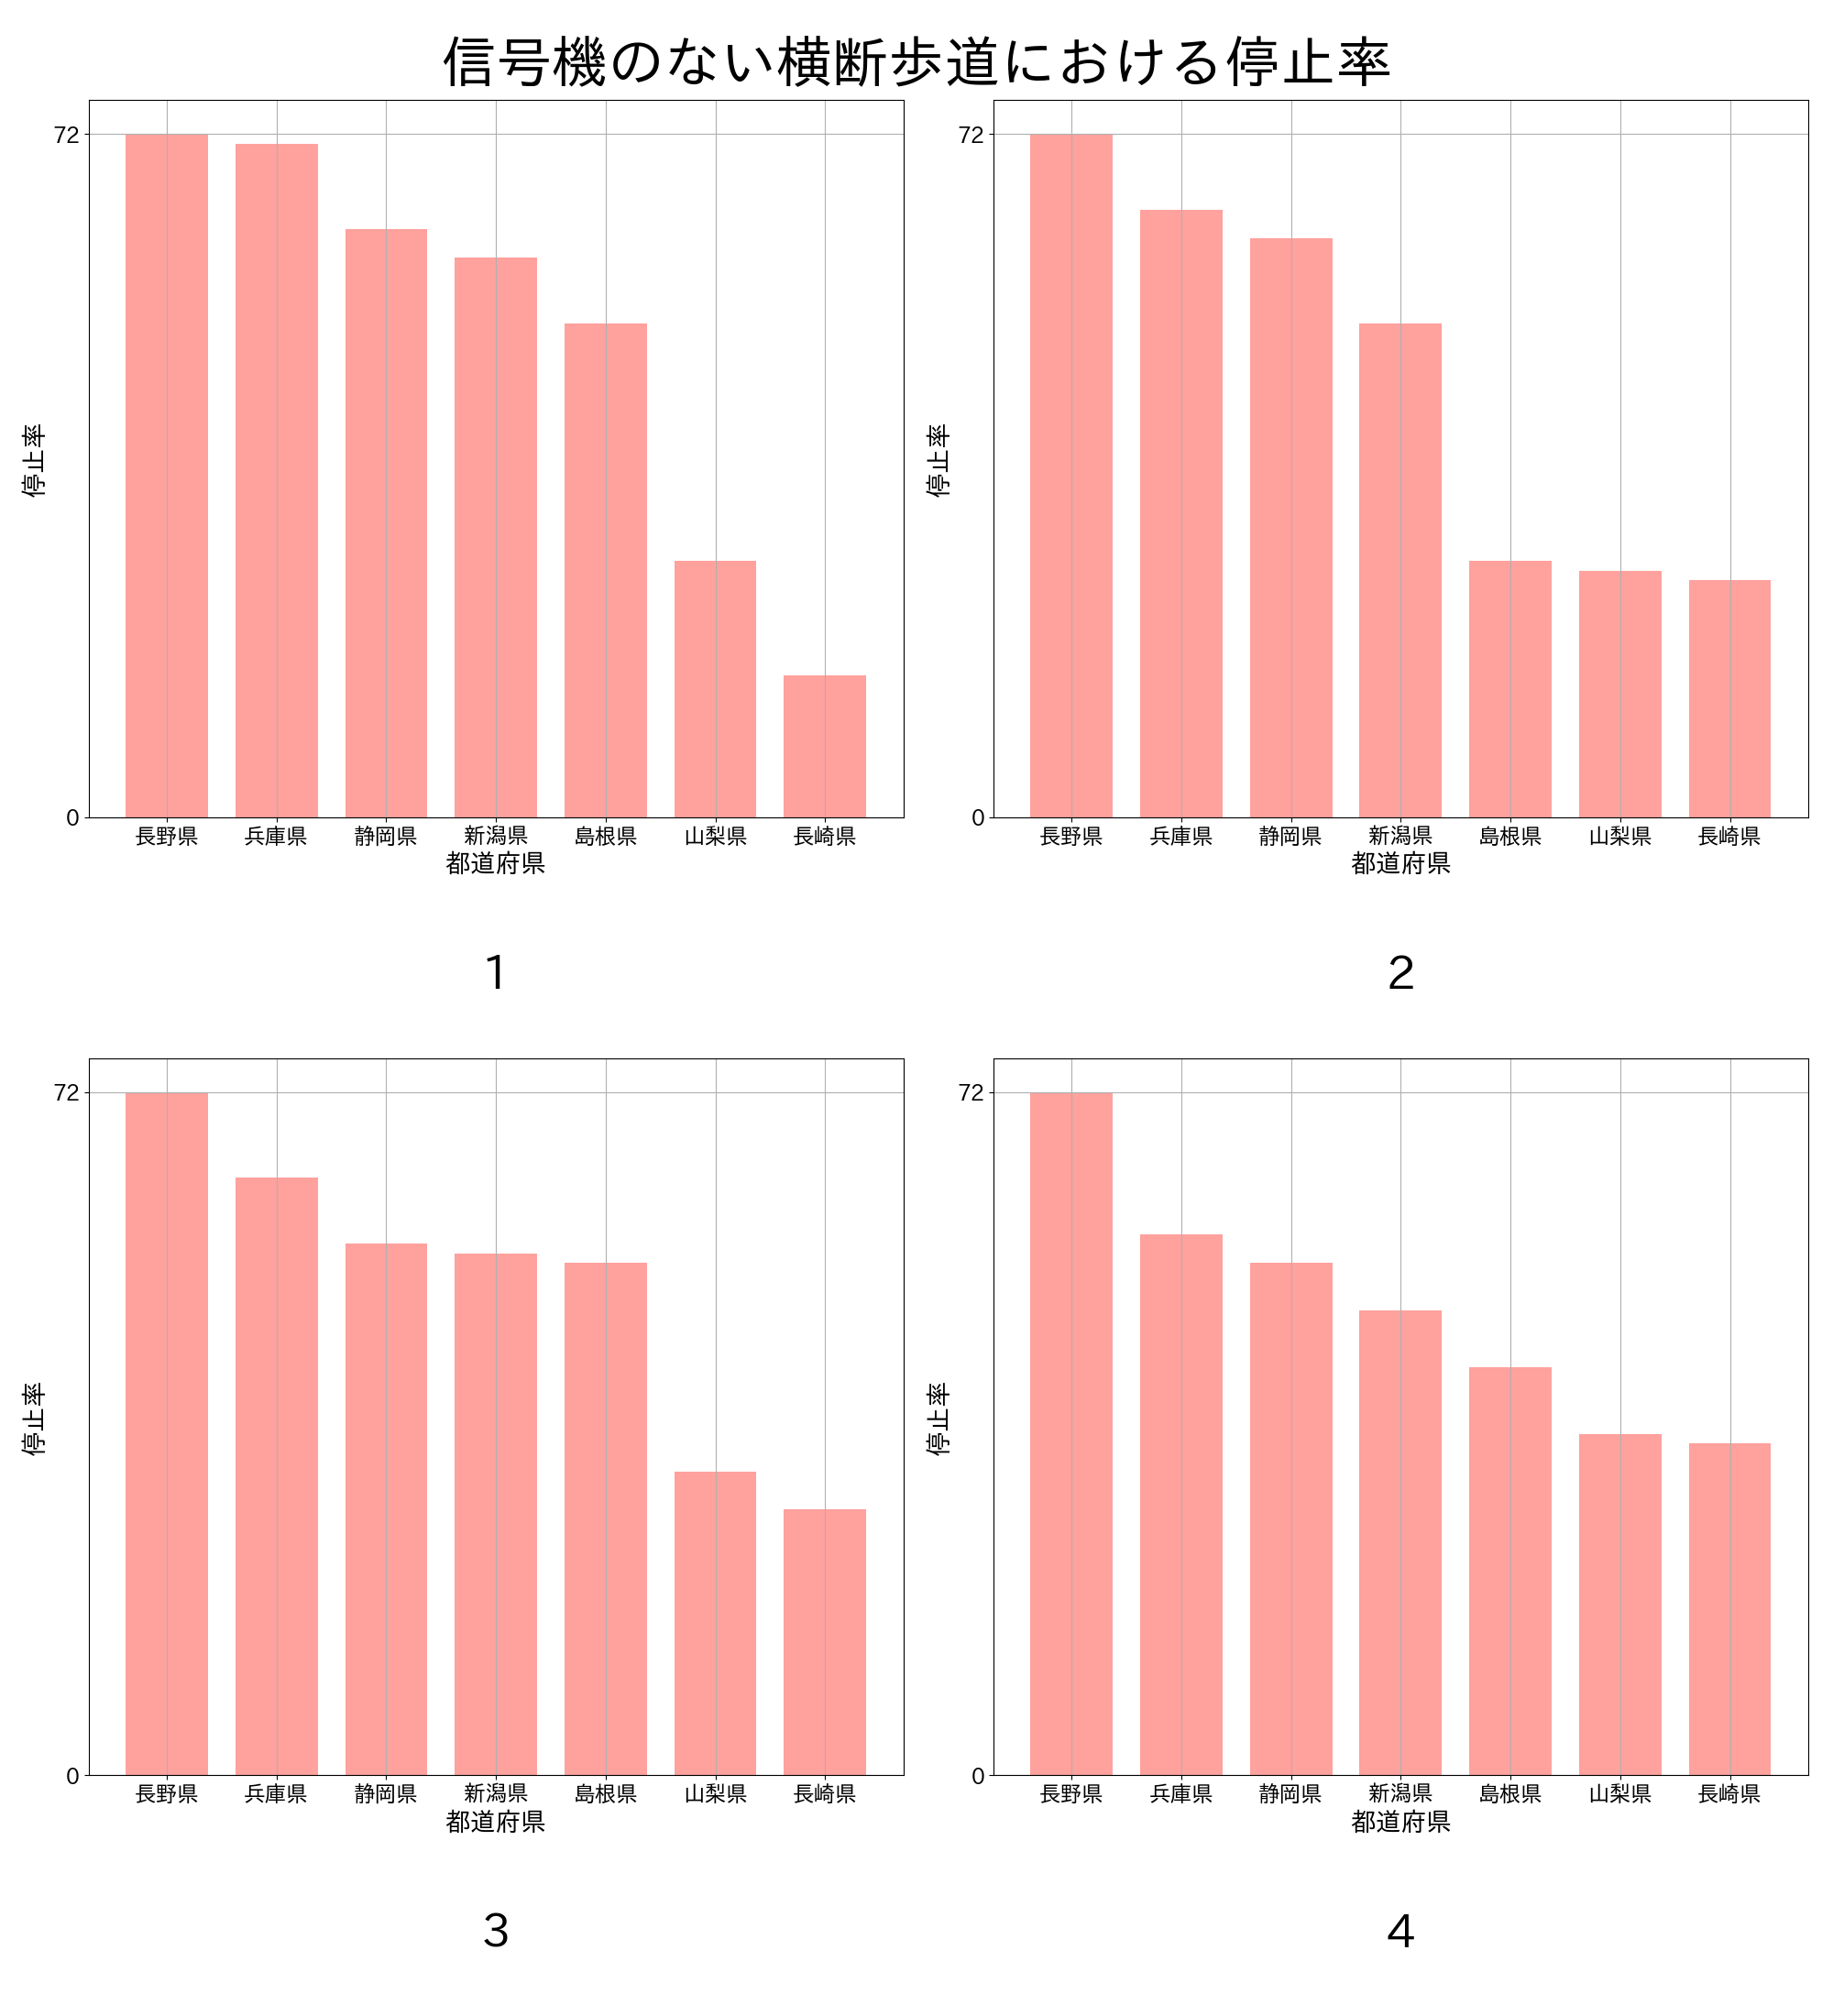 信号機のない横断歩道における停止率
72
0
停止率
長野県 兵庫県 静岡県 新潟県 島根県 山梨県 長崎県
都道府県
1
72
0
停止率
長野県 兵庫県 静岡県 新潟県 島根県 山梨県 長崎県
都道府県
2
72
0
停止率
長野県 兵庫県 静岡県 新潟県 島根県 山梨県 長崎県
都道府県
3
72
0
停止率
長野県 兵庫県 静岡県 新潟県 島根県 山梨県 長崎県
都道府県
4